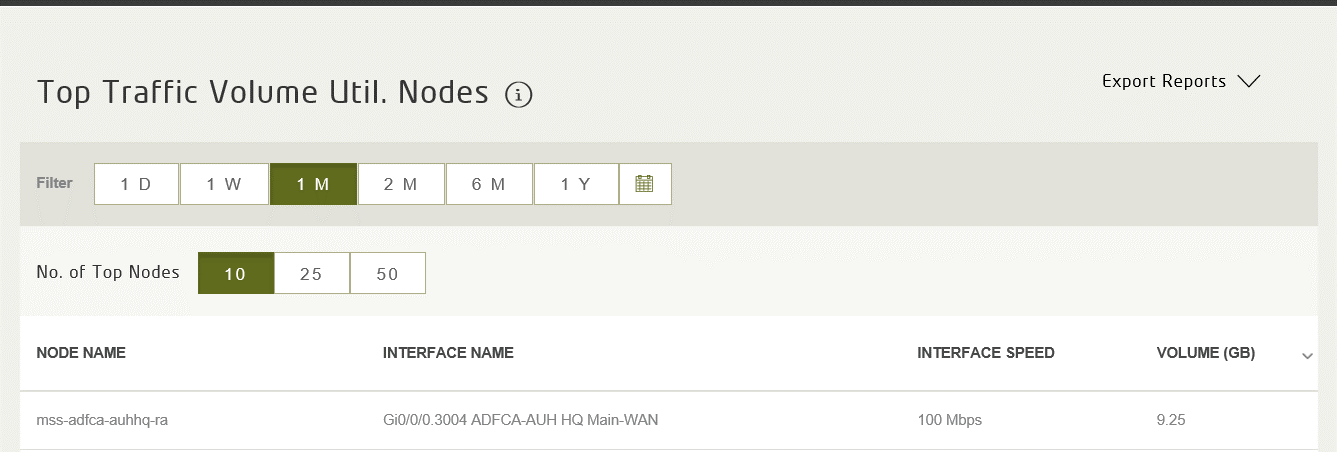 Top Traffic Volume Util. Nodes
Export Reports
Filter 1 D 1 W 1 M 2 M 6 M 1 Y
No. of Top Nodes 10 25 50
NODE NAME INTERFACE NAME INTERFACE SPEED VOLUME (GB)
mss-adfca-auhhq-ra Gi0/0/0.3004 ADFCA-AUH HQ Main-WAN 100 Mbps 9.25